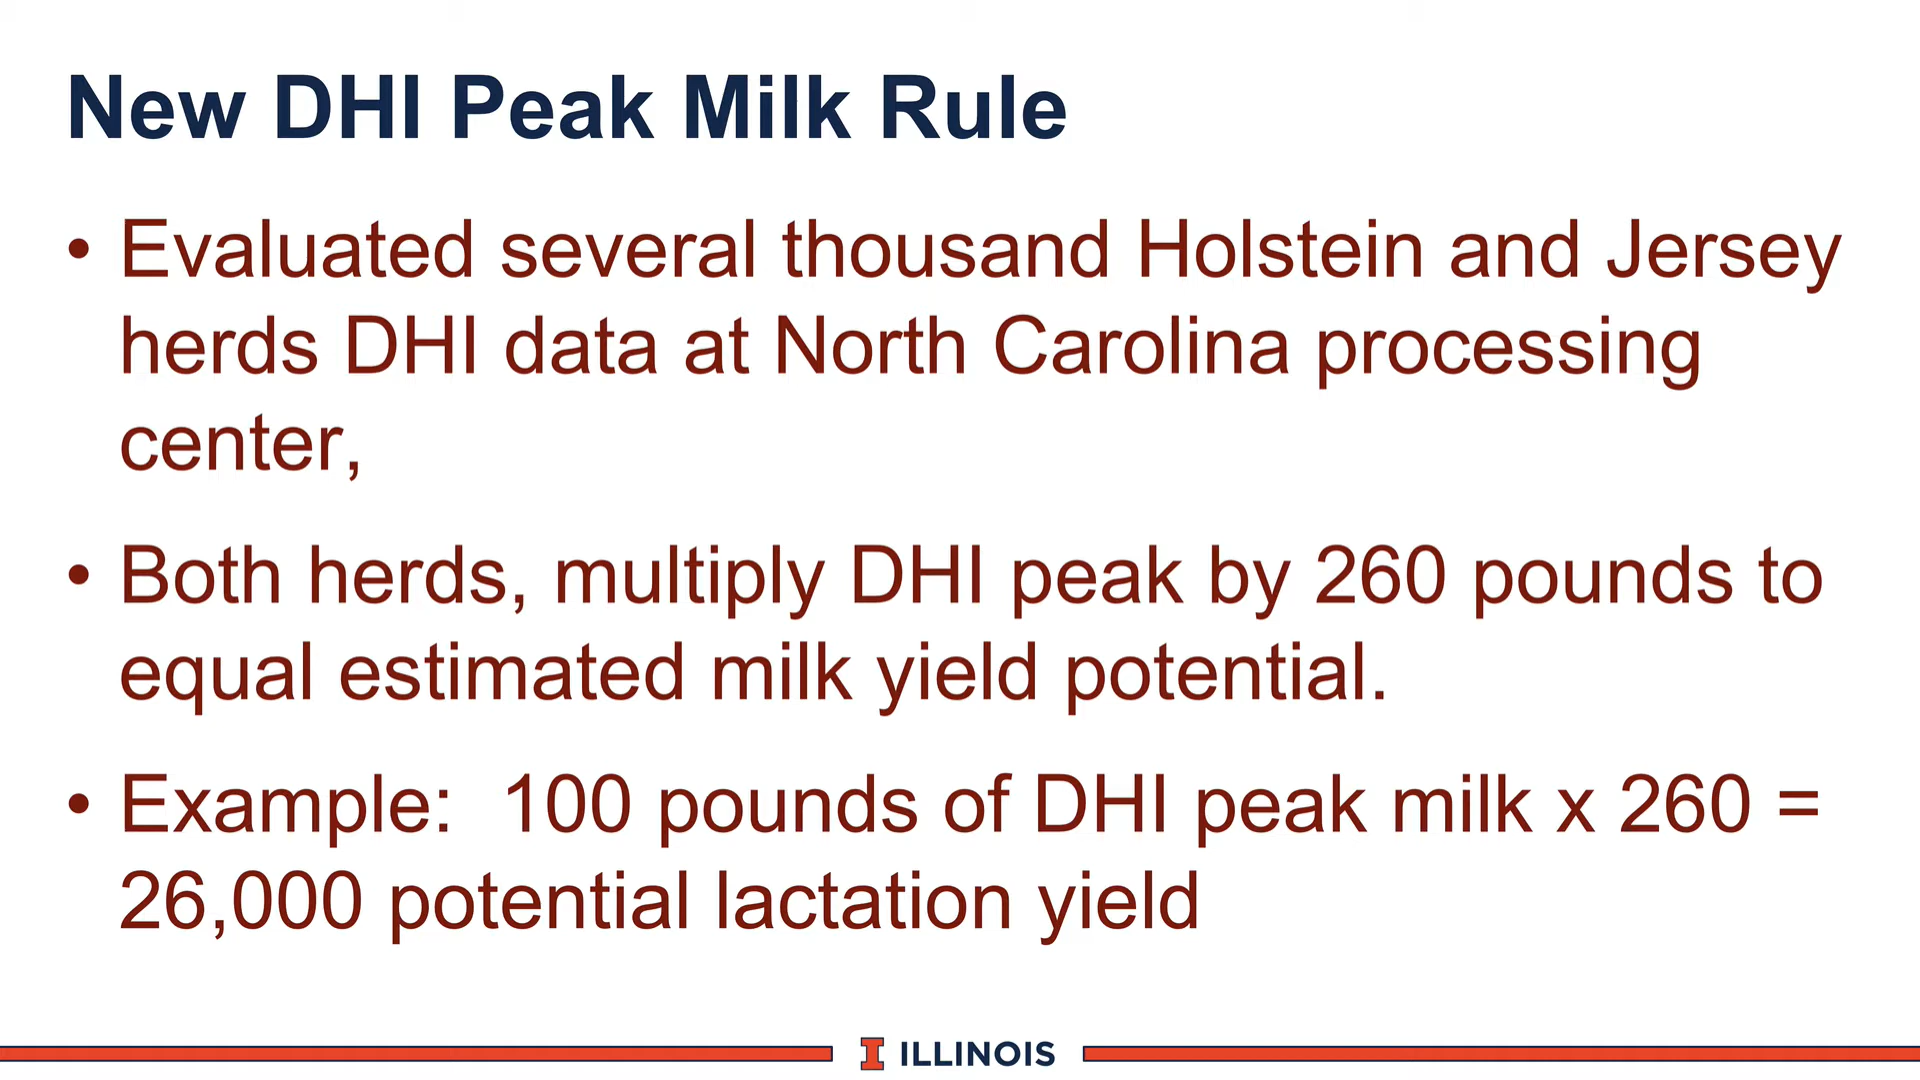 New DHI Peak Milk Rule
• Evaluated several thousand Holstein and Jersey
herds DHI data at North Carolina processing
center,
• Both herds, multiply DHI peak by 260 pounds to
equal estimated milk yield potential.
• Example:  100 pounds of DHI peak milk x 260 =
26,000 potential lactation yield
I ILLINOIS